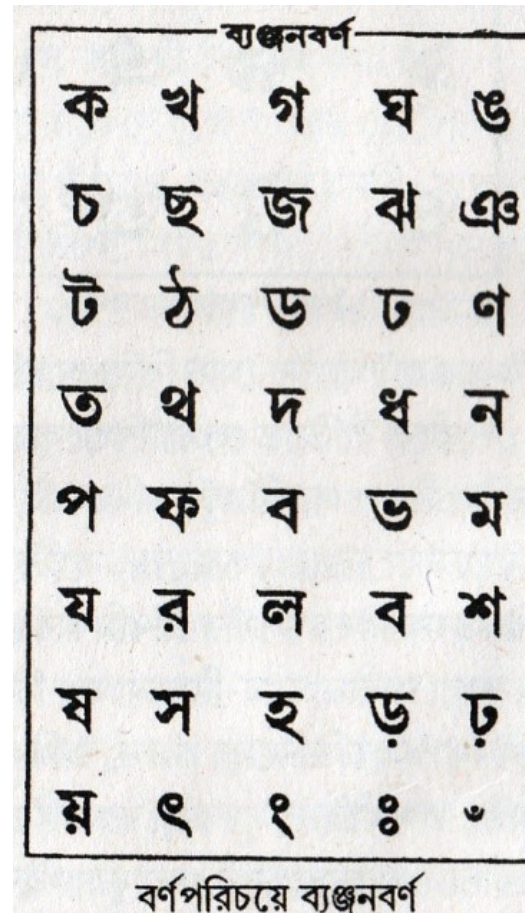 ব্যঞ্জনবর্ণ
ক খ গ ঘ ঙ
চ ছ জ ঝ ঞ
ট ঠ ড ঢ ণ
ত থ দ ধ ন
প ফ ব ভ ম
য র ল ব শ
ষ স হ ড় ঢ়
য় ৎ ং ঃ ঁ
বর্ণপরিচয়ে ব্যঞ্জনবর্ণ